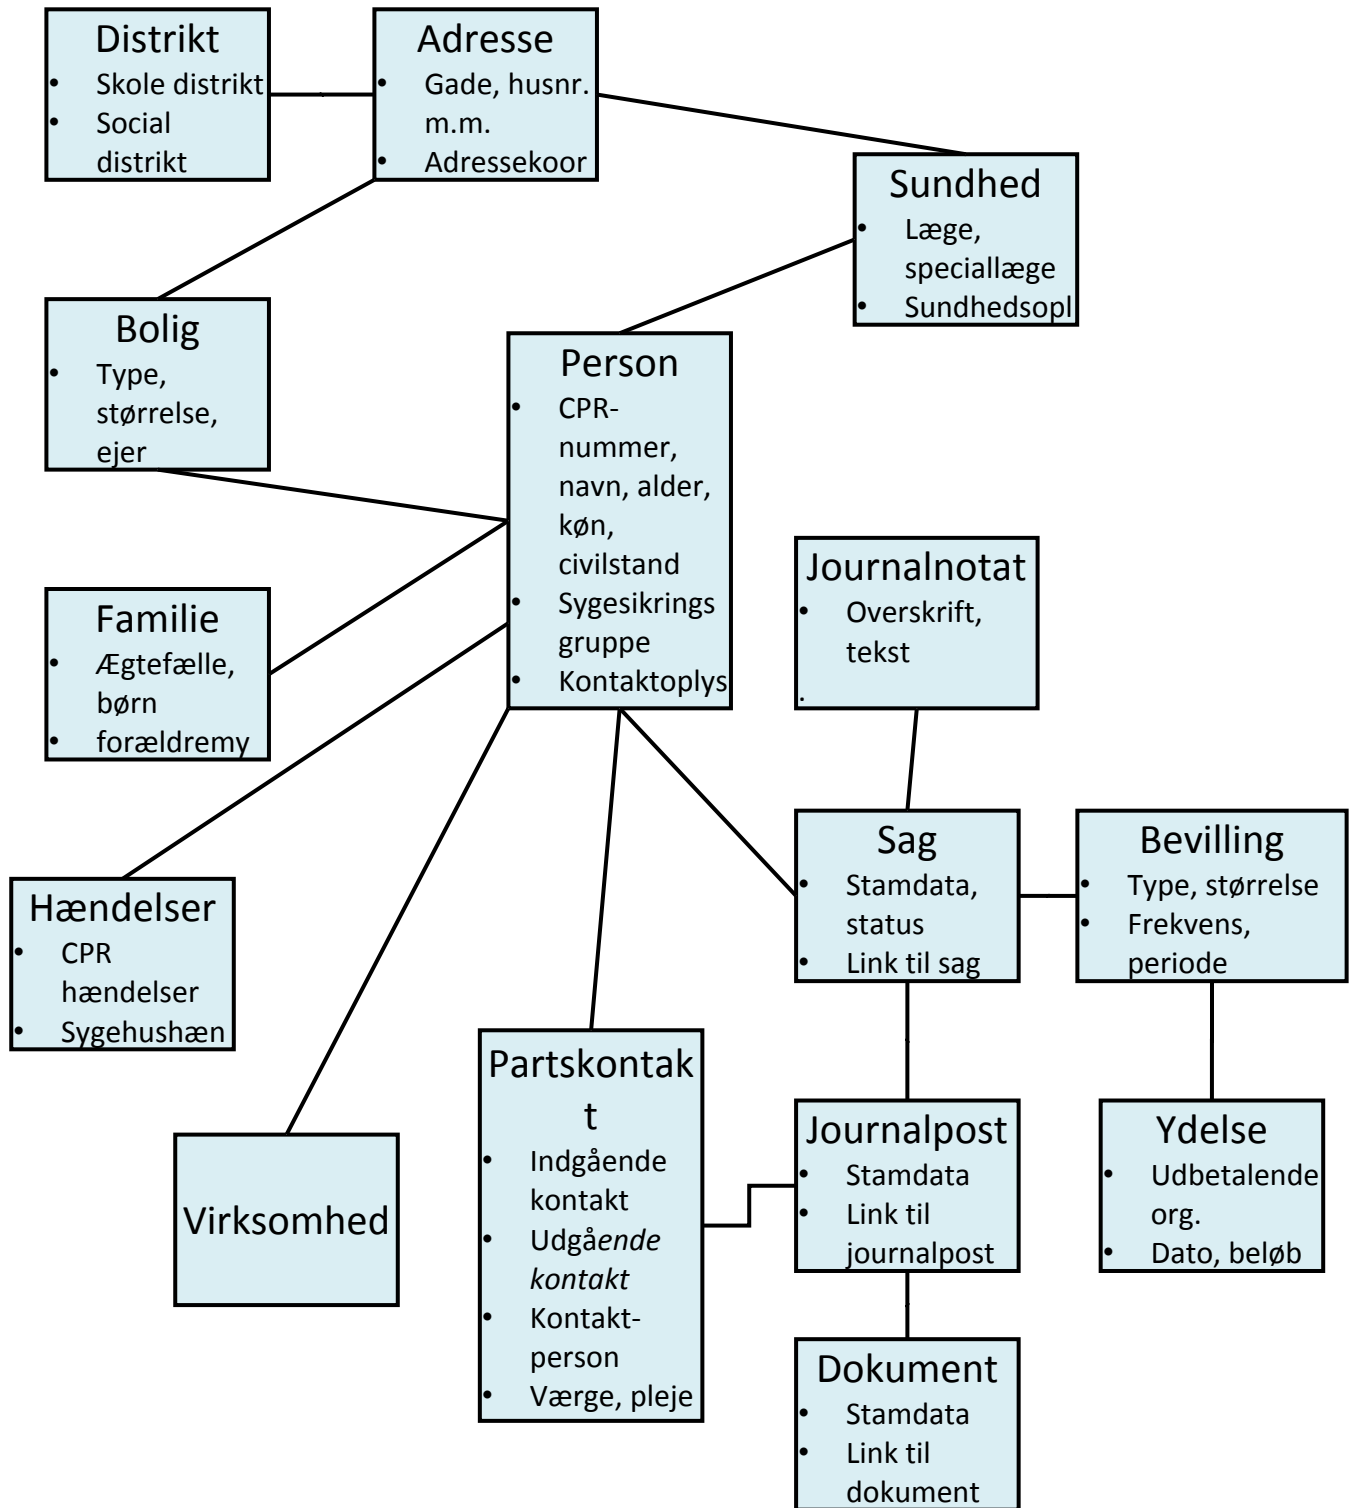 Distrikt
Skole distrikt
Social
distrikt
Adresse
Gade, husnr.
m.m.
Adressekoor
Sundhed
Læge,
speciallæge
Sundhedsopl
Bolig
Type,
størrelse,
ejer
Person
CPR-
nummer,
navn, alder,
køn,
civilstand
Sygesikrings
gruppe
Kontaktoplys
Journalnotat
Overskrift,
tekst
Familie
Ægtefælle,
børn
forældremy
Sag
Stamdata,
status
Link til sag
Bevilling
Type, størrelse
Frekvens,
periode
Hændelser
CPR
hændelser
Sygehushæn
Partskontak
t
Indgående
kontakt
Udgående
kontakt
Kontakt-
person
Værge, pleje
Journalpost
Stamdata
Link til
journalpost
Ydelse
Udbetalende
org.
Dato, beløb
Virksomhed
Dokument
Stamdata
Link til
dokument